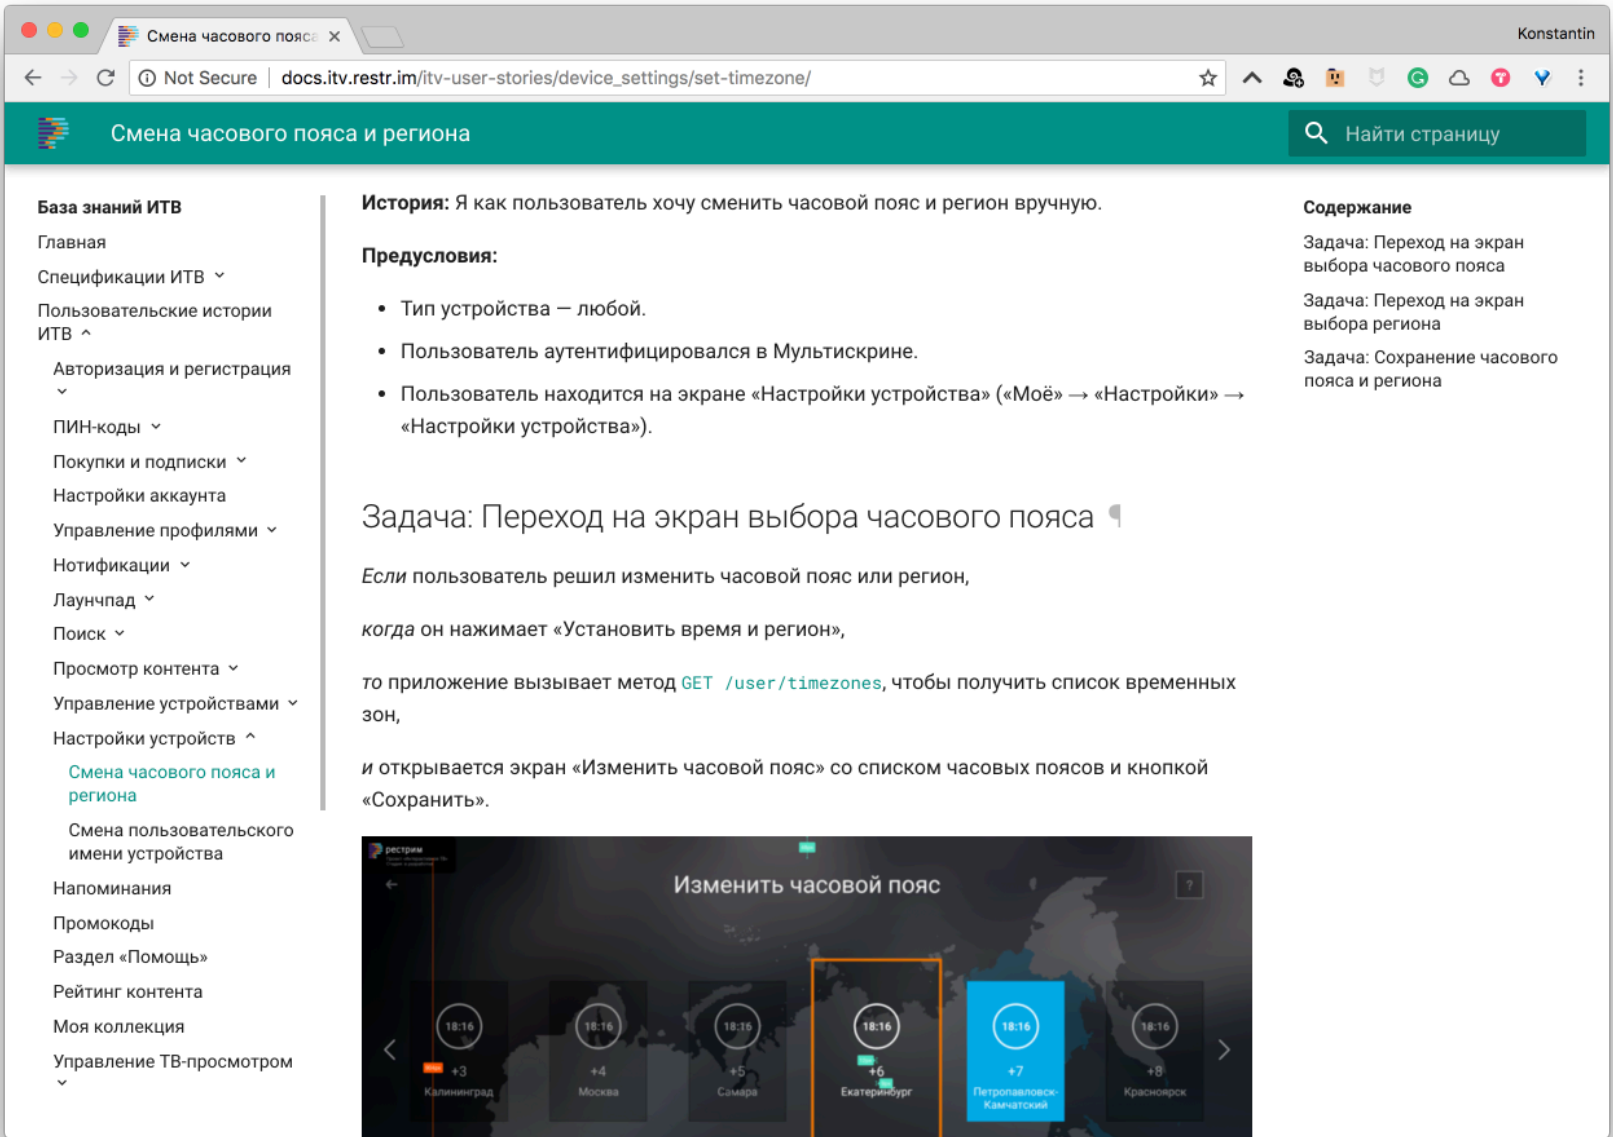 Смена часового пояса
Konstantin
Not Secure
docs.itv.restr.im/itv-user-stories/device_settings/set-timezone/
Смена часового пояса и региона
Найти страницу
База знаний ИТВ
Главная
Спецификации ИТВ
Пользовательские истории
ИТВ
Авторизация и регистрация
ПИН-коды
Покупки и подписки
Настройки аккаунта
Управление профилями
Нотификации
Лаунчпад
Поиск
Просмотр контента
Управление устройствами
Настройки устройств
Смена часового пояса и
региона
Смена пользовательского
имени устройства
Напоминания
Промокоды
Раздел «Помощь»
Рейтинг контента
Моя коллекция
Управление ТВ-просмотром
История: Я как пользователь хочу сменить часовой пояс и регион вручную.
Предусловия:
• Тип устройства — любой.
• Пользователь аутентифицировался в Мультискрине.
• Пользователь находится на экране «Настройки устройства» («Моё» → «Настройки» →
«Настройки устройства»).
Задача: Переход на экран выбора часового пояса ¶
Если пользователь решил изменить часовой пояс или регион,
когда он нажимает «Установить время и регион»,
то приложение вызывает метод GET /user/timezones, чтобы получить список временных
зон,
и открывается экран «Изменить часовой пояс» со списком часовых поясов и кнопкой
«Сохранить».
рестрим
Изменить часовой пояс
?
18:16
+3
Калининград
18:16
+4
Москва
18:16
+5
Самара
18:16
+6
Екатеринбург
18:16
+7
Петропавловск-
Камчатский
18:16
+8
Красноярск
Содержание
Задача: Переход на экран
выбора часового пояса
Задача: Переход на экран
выбора региона
Задача: Сохранение часового
пояса и региона